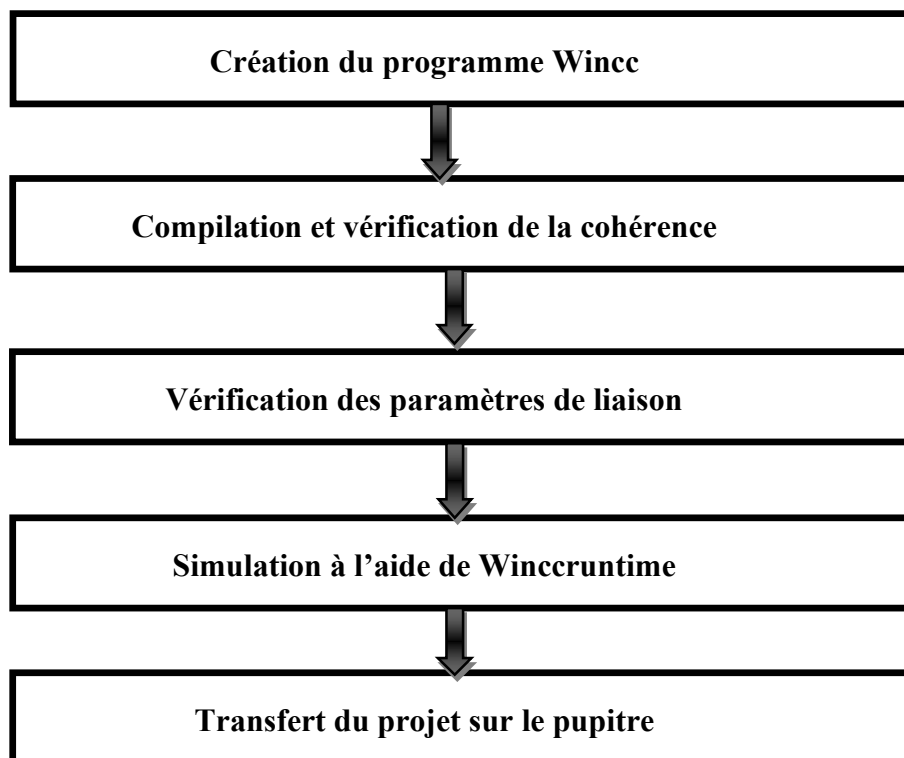 Création du programme Wincc
Compilation et vérification de la cohérence
Vérification des paramètres de liaison
Simulation à l’aide de Winccruntime
Transfert du projet sur le pupitre